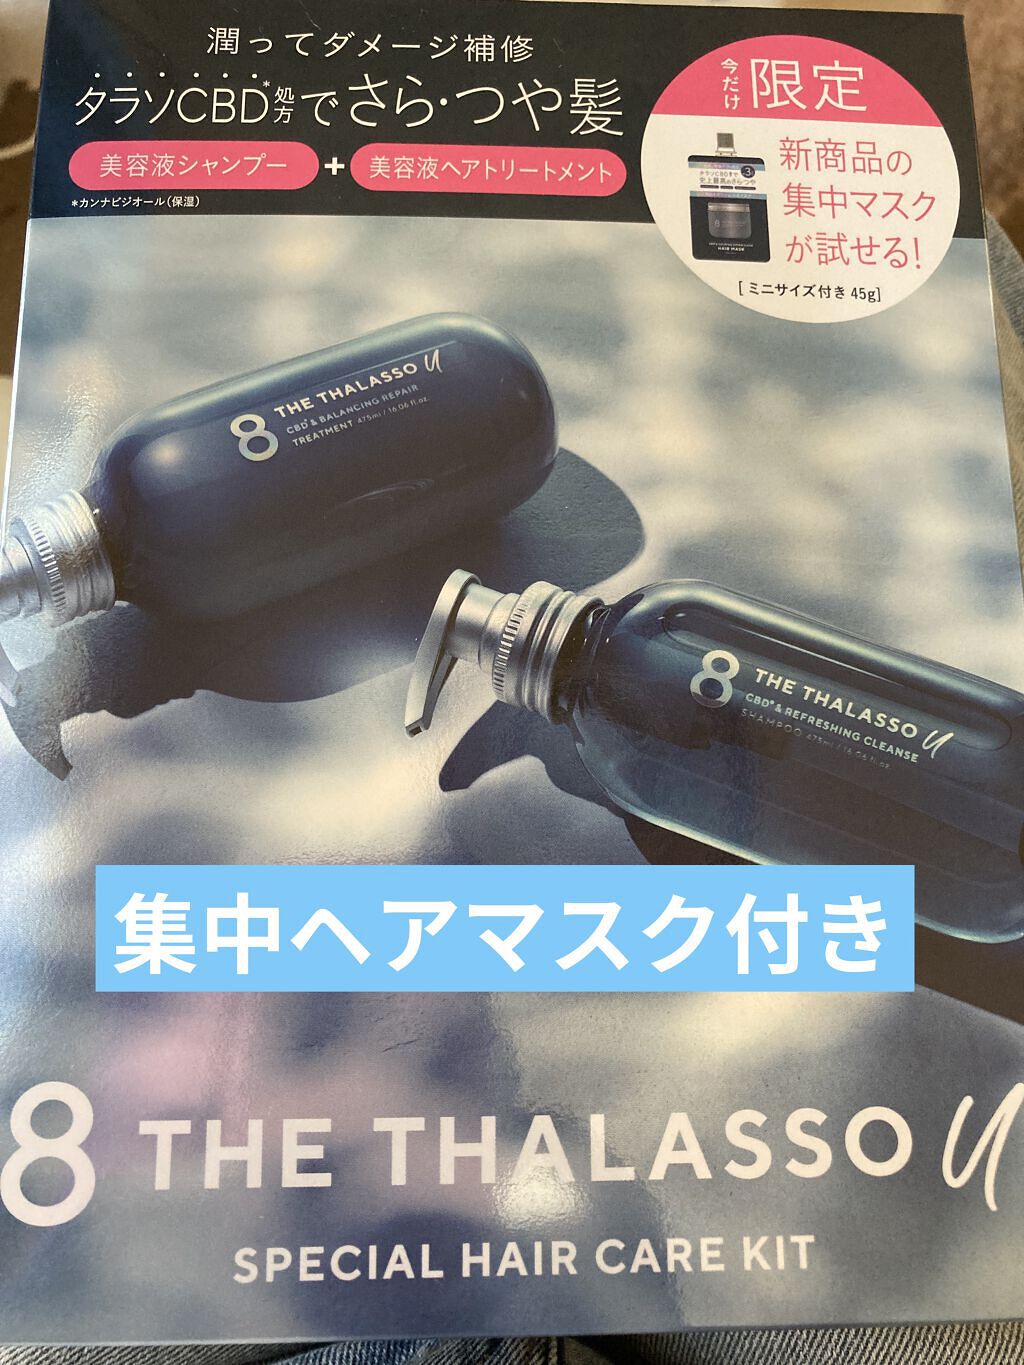 潤ってダメージ補修
タラソCBD*処方でさら・つや髪
美容液シャンプー + 美容液ヘアトリートメント
*カンナビジオール(保湿)
今だけ 限定
新商品の
集中マスク
が試せる!
[ミニサイズ付き 45g]
8 THE THALASSO u
CBD* & BALANCING REPAIR
TREATMENT 475ml / 16.06 fl.oz.
8 THE THALASSO u
CBD* & REFRESHING CLEANSE
SHAMPOO 475ml / 16.06 fl.oz.
集中ヘアマスク付き
8 THE THALASSO u
SPECIAL HAIR CARE KIT